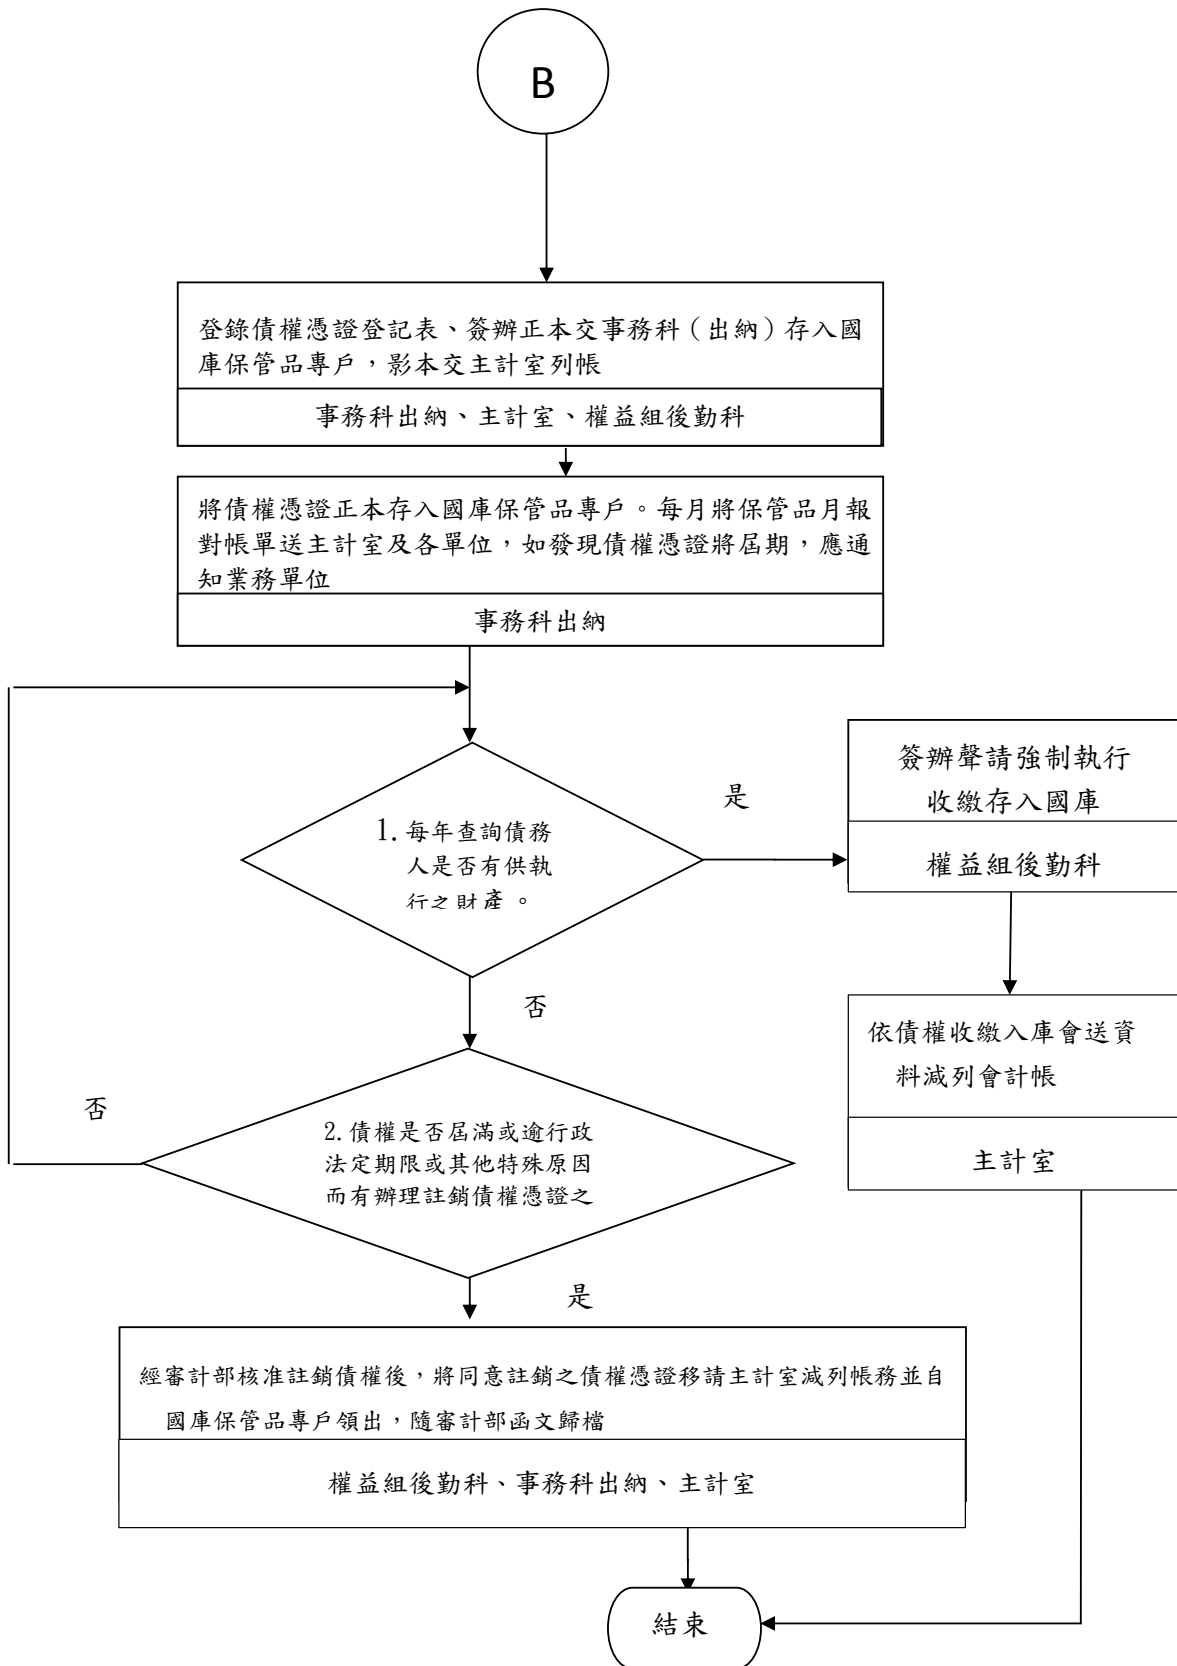 B
登錄債權憑證登記表、簽辦正本交事務科（出納）存入國
庫保管品專戶，影本交主計室列帳
事務科出納、主計室、權益組後勤科
將債權憑證正本存入國庫保管品專戶。每月將保管品月報
對帳單送主計室及各單位，如發現債權憑證將屆期，應通
知業務單位
事務科出納
1. 每年查詢債務
人是否有供執
行之財產。
是
簽辦聲請強制執行
收繳存入國庫
權益組後勤科
否
依債權收繳入庫會送資
料減列會計帳
主計室
否
2. 債權是否屆滿或逾行政
法定期限或其他特殊原因
而有辦理註銷債權憑證之
是
經審計部核准註銷債權後，將同意註銷之債權憑證移請主計室減列帳務並自
國庫保管品專戶領出，隨審計部函文歸檔
權益組後勤科、事務科出納、主計室
結束